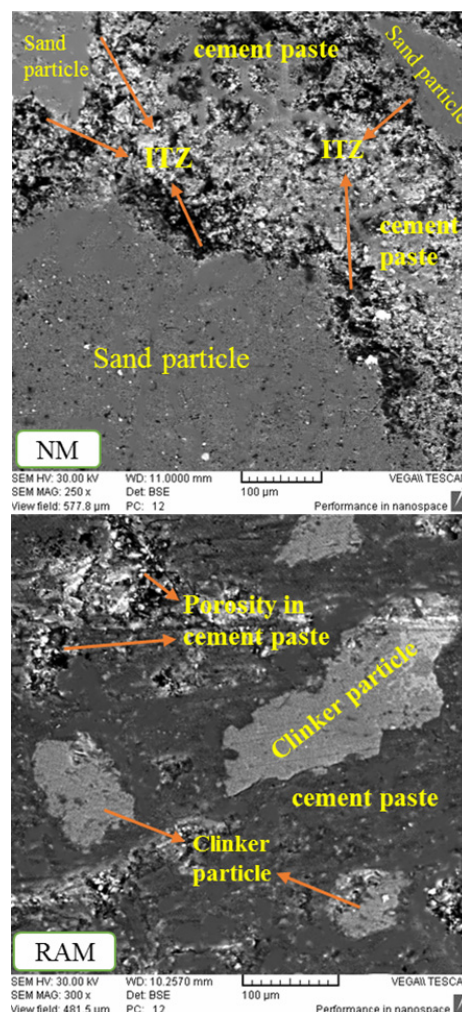 Sand
particle
cement paste
Sand particle
ITZ
ITZ
cement
paste
Sand particle
NM
SEM HV: 30.00 kV WD: 11.0000 mm VEGA\\ TESCAN
SEM MAG: 250 x Det: BSE 100 µm
View field: 577.8 µm PC: 12 Performance in nanospace
Porosity in
cement paste
Clinker particle
cement paste
Clinker
particle
RAM
SEM HV: 30.00 kV WD: 10.2570 mm VEGA\\ TESCAN
SEM MAG: 300 x Det: BSE 100 µm
View field: 481.5 µm PC: 12 Performance in nanospace